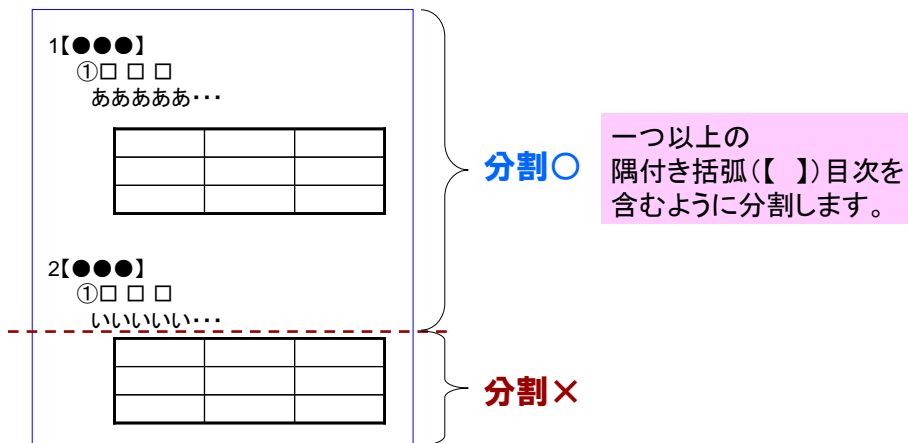 1【●●●】
①□ □ □
あああああ･･･
2【●●●】
①□ □ □
いいいいい･･･
分割○
一つ以上の
隅付き括弧(【 】)目次を
含むように分割します。
分割×